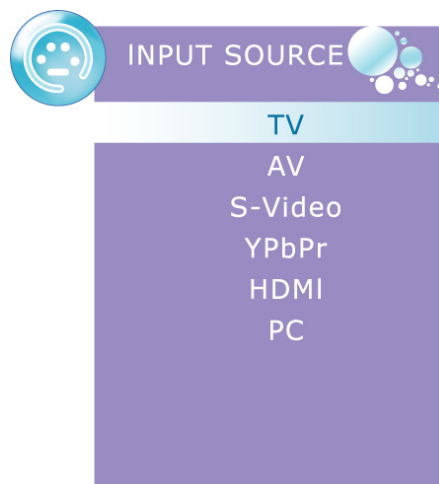 INPUT SOURCE
TV
AV
S-Video
YPbPr
HDMI
PC